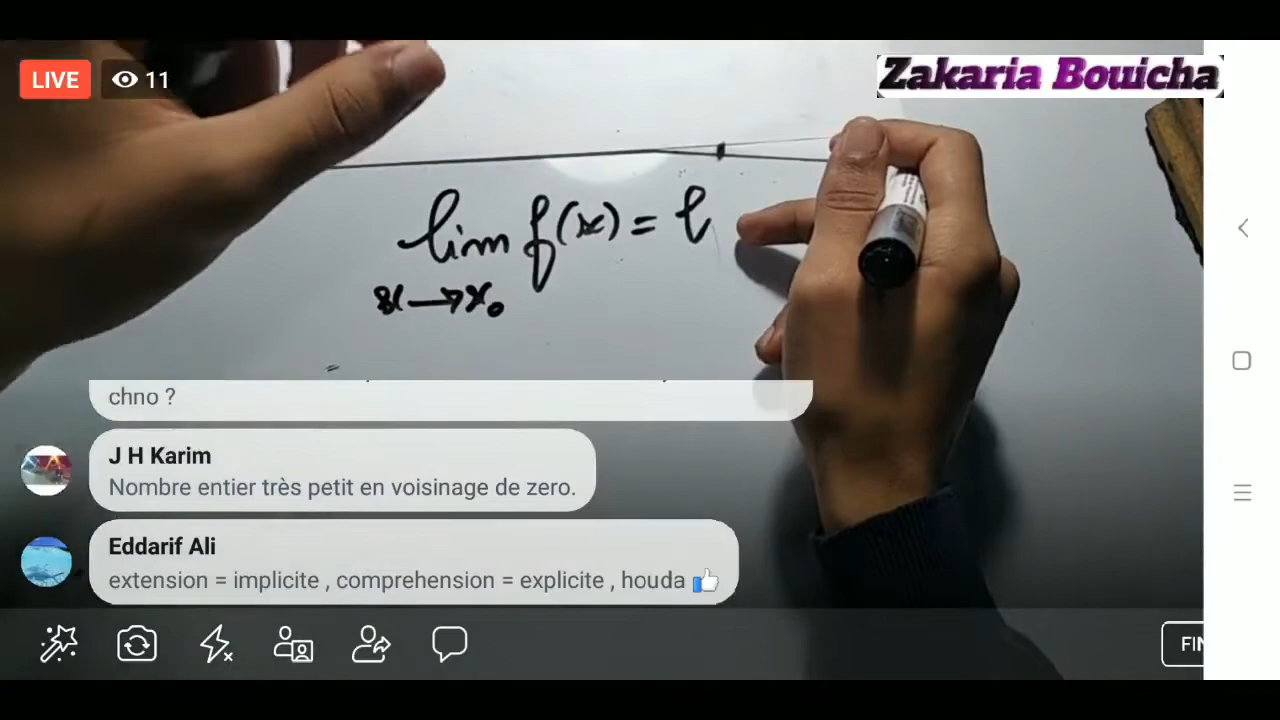 LIVE 11
Zakaria Bouicha
lim f(x) = l
x → x₀
chno ?
J H Karim
Nombre entier très petit en voisinage de zero.
Eddarif Ali
extension = implicite , comprehension = explicite , houda 👍